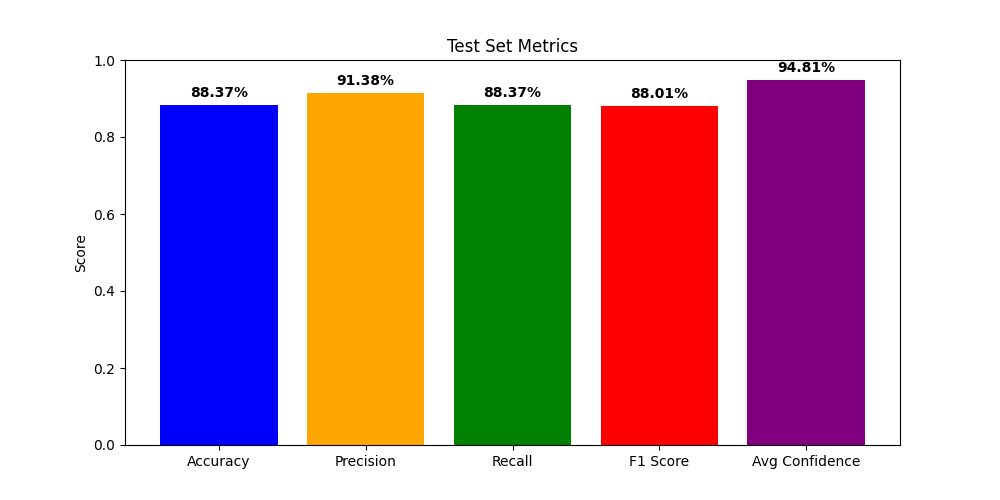 Test Set Metrics
Score
1.0
0.8
0.6
0.4
0.2
0.0
88.37%
91.38%
88.37%
88.01%
94.81%
Accuracy
Precision
Recall
F1 Score
Avg Confidence